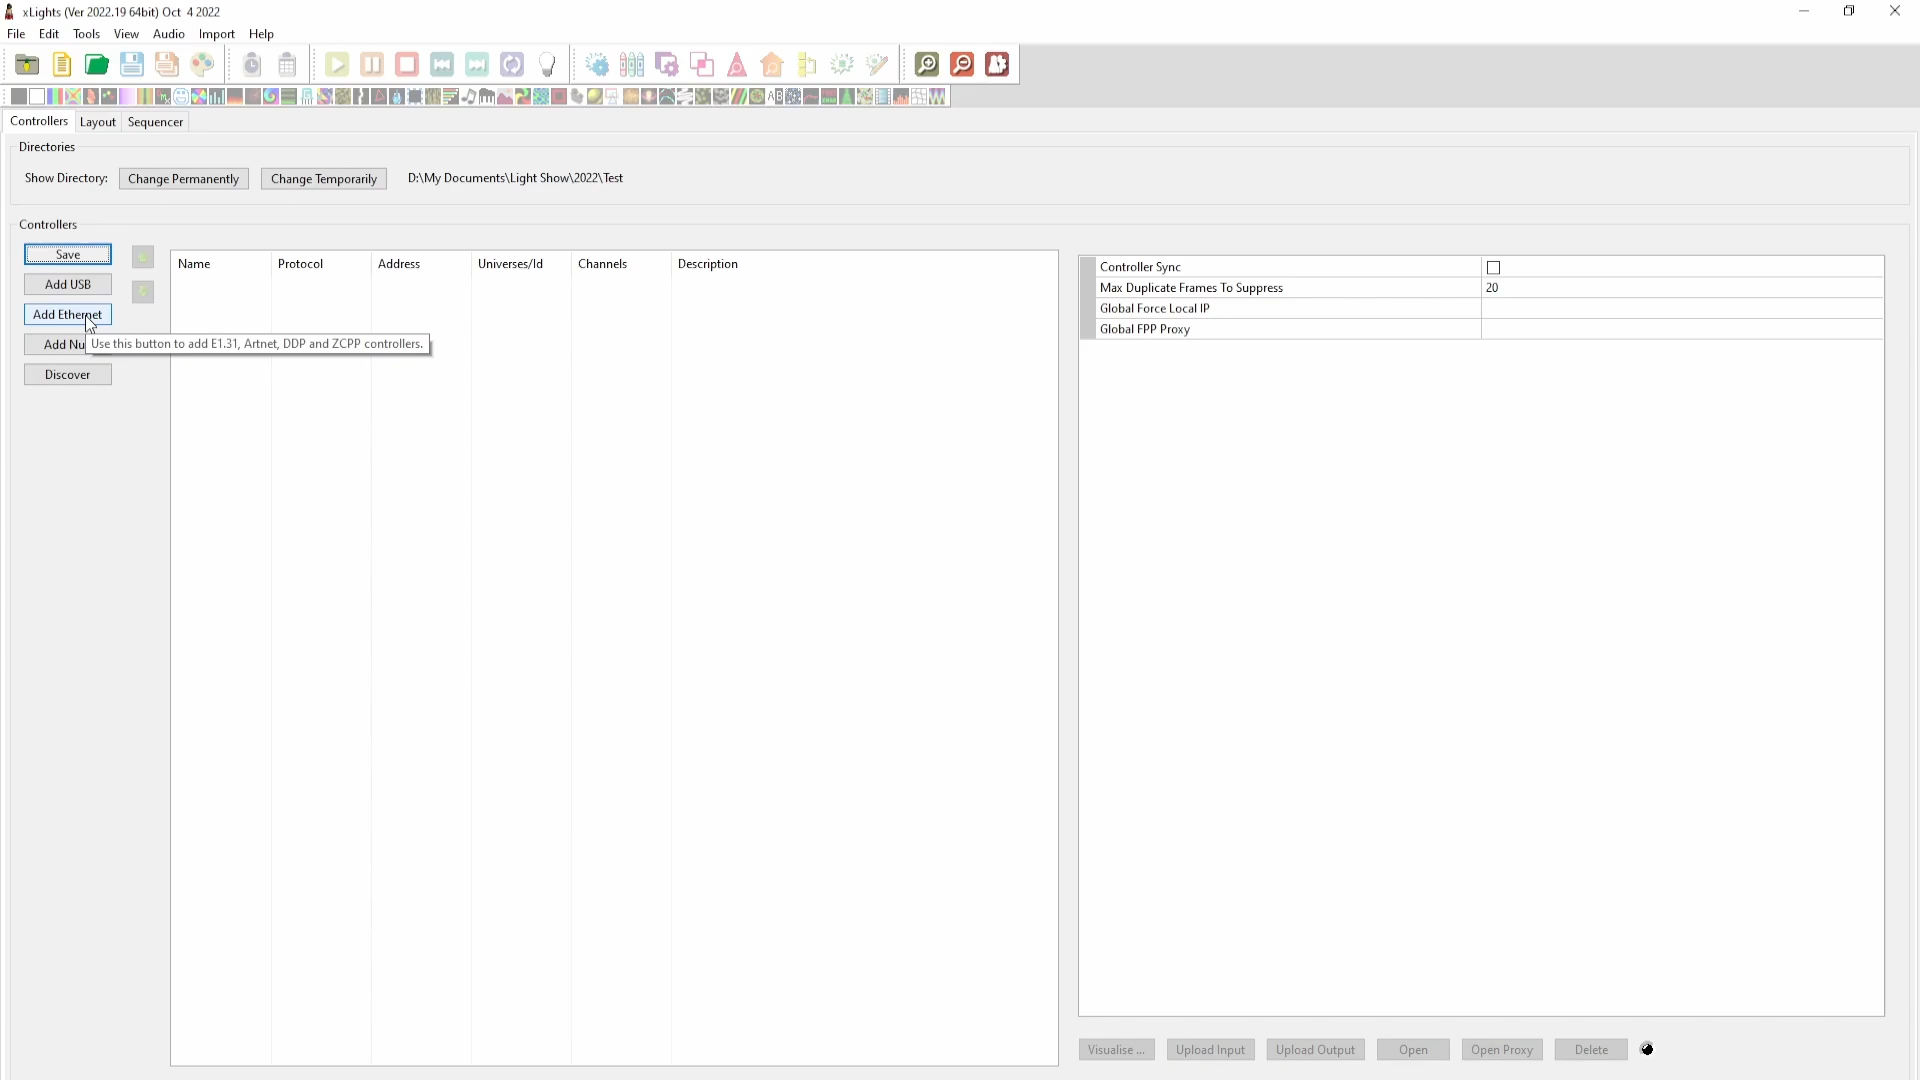 xLights (Ver 2022.19 64bit) Oct 4 2022
File Edit Tools View Audio Import Help
Controllers Layout Sequencer
Directories
Show Directory: Change Permanently Change Temporarily D:\My Documents\Light Show\2022\Test
Controllers
Save
Add USB
Add Ethernet
Add Nu
Discover
Use this button to add E1.31, Artnet, DDP and ZCPP controllers.
Name Protocol Address Universes/Id Channels Description
Controller Sync
Max Duplicate Frames To Suppress 20
Global Force Local IP
Global FPP Proxy
Visualise ... Upload Input Upload Output Open Open Proxy Delete